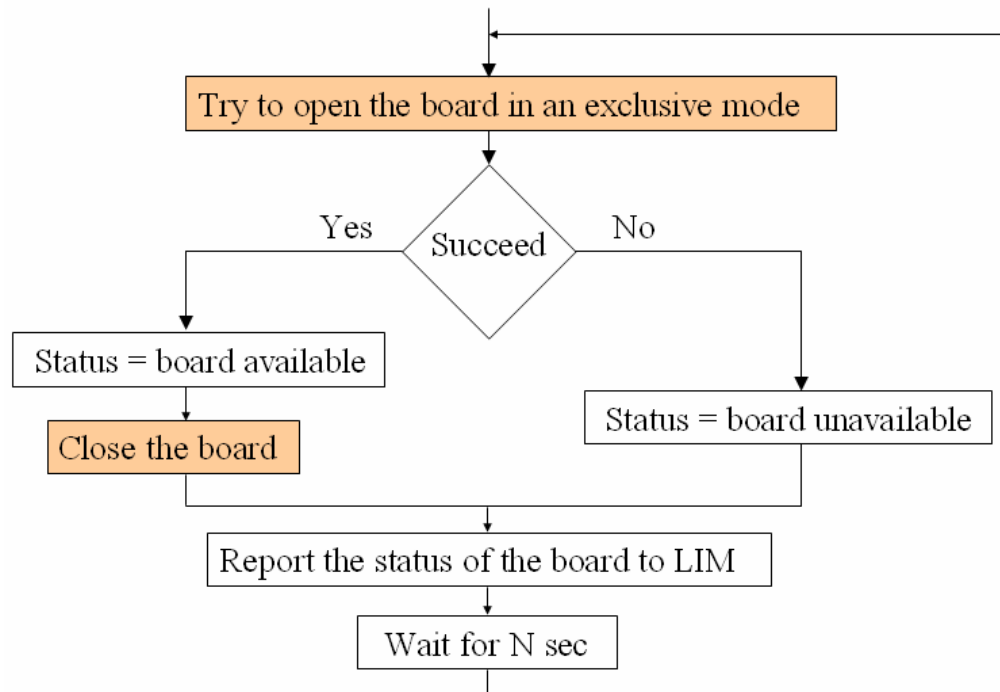 Try to open the board in an exclusive mode
Yes
No
Succeed
Status = board available
Status = board unavailable
Close the board
Report the status of the board to LIM
Wait for N sec